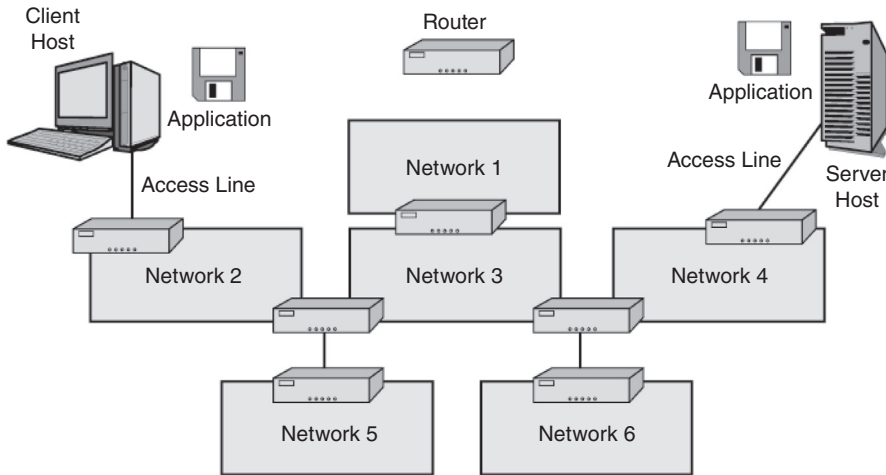 Client
Host
Application
Router
Application
Server
Host
Access Line
Access Line
Network 1
Network 2
Network 3
Network 4
Network 5
Network 6